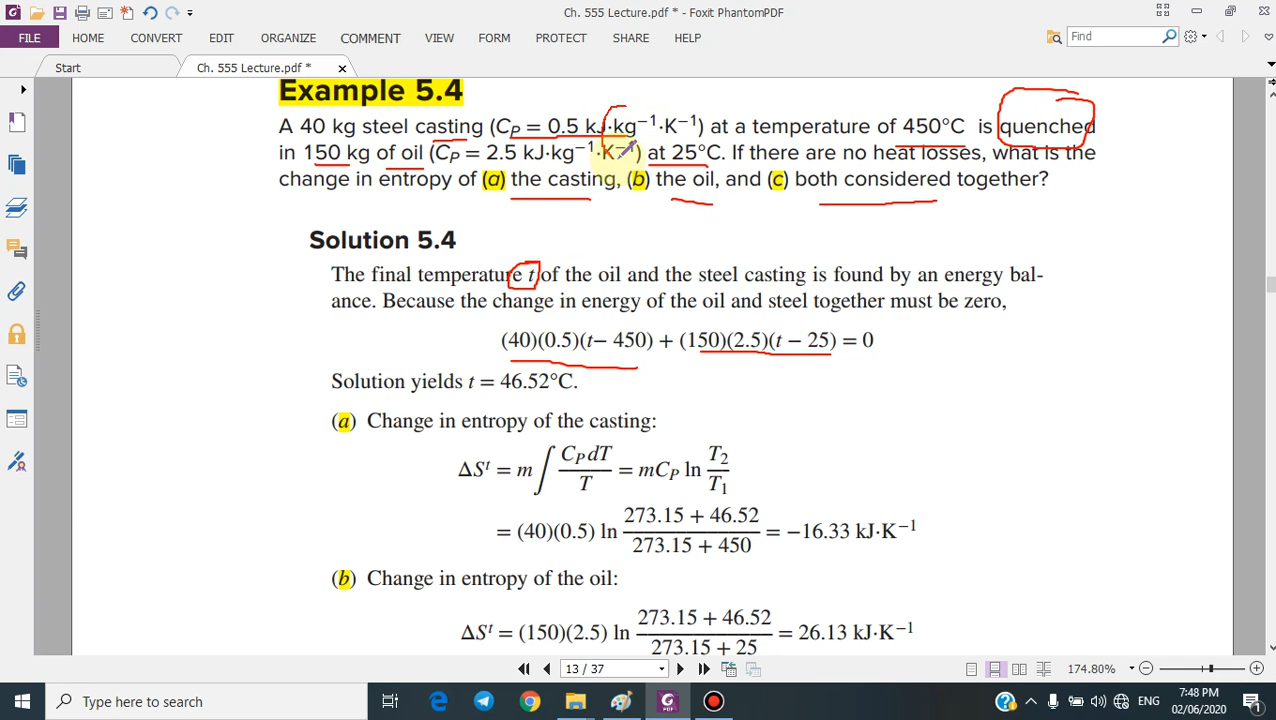 Ch. 555 Lecture.pdf * - Foxit PhantomPDF
FILE HOME CONVERT EDIT ORGANIZE COMMENT VIEW FORM PROTECT SHARE HELP Find
Start Ch. 555 Lecture.pdf *
Example 5.4
A 40 kg steel casting (C_P = 0.5 kJ·kg⁻¹·K⁻¹) at a temperature of 450°C is quenched
in 150 kg of oil (C_P = 2.5 kJ·kg⁻¹·K⁻¹) at 25°C. If there are no heat losses, what is the
change in entropy of (a) the casting, (b) the oil, and (c) both considered together?
Solution 5.4
The final temperature t of the oil and the steel casting is found by an energy bal-
ance. Because the change in energy of the oil and steel together must be zero,
(40)(0.5)(t− 450) + (150)(2.5)(t − 25) = 0
Solution yields t = 46.52°C.
(a) Change in entropy of the casting:
ΔSᵗ = m ∫ C_P dT / T = mC_P ln T₂ / T₁
= (40)(0.5) ln 273.15 + 46.52 / 273.15 + 450 = −16.33 kJ·K⁻¹
(b) Change in entropy of the oil:
ΔSᵗ = (150)(2.5) ln 273.15 + 46.52 / 273.15 + 25 = 26.13 kJ·K⁻¹
13 / 37 174.80%
Type here to search ENG 7:48 PM
02/06/2020